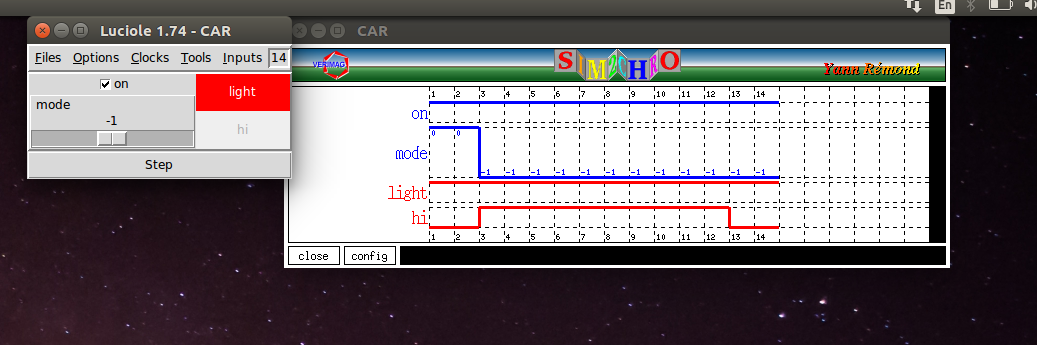 En
Luciole 1.74 - CAR
Files Options Clocks Tools Inputs 14
on
mode
-1
light
hi
Step
CAR
VERIMAG
SIM2CHRO
Yann Rémond
1 2 3 4 5 6 7 8 9 10 11 12 13 14
on
0 0
mode
-1 -1 -1 -1 -1 -1 -1 -1 -1 -1 -1 -1
light
hi
1 2 3 4 5 6 7 8 9 10 11 12 13 14
close config